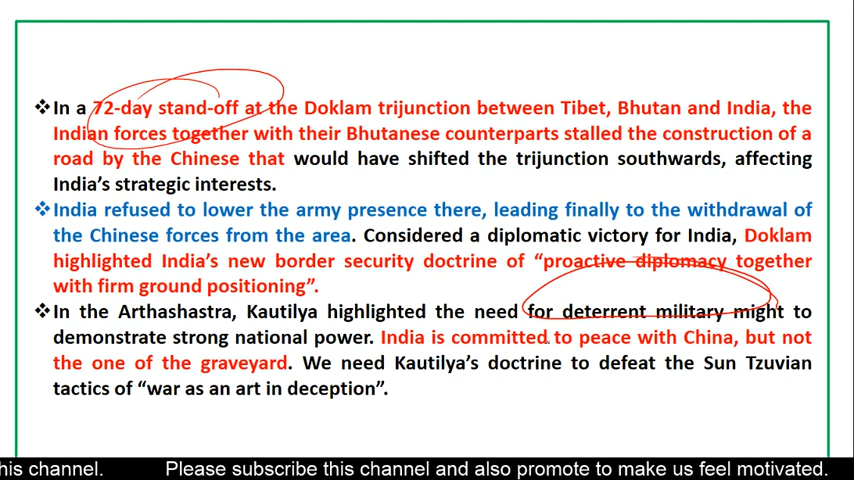 ❖In a 72-day stand-off at the Doklam trijunction between Tibet, Bhutan and India, the
Indian forces together with their Bhutanese counterparts stalled the construction of a
road by the Chinese that would have shifted the trijunction southwards, affecting
India's strategic interests.
❖India refused to lower the army presence there, leading finally to the withdrawal of
the Chinese forces from the area. Considered a diplomatic victory for India, Doklam
highlighted India's new border security doctrine of “proactive diplomacy together
with firm ground positioning”.
❖In the Arthashastra, Kautilya highlighted the need for deterrent military might to
demonstrate strong national power. India is committed to peace with China, but not
the one of the graveyard. We need Kautilya's doctrine to defeat the Sun Tzuvian
tactics of “war as an art in deception”.
his channel. Please subscribe this channel and also promote to make us feel motivated.